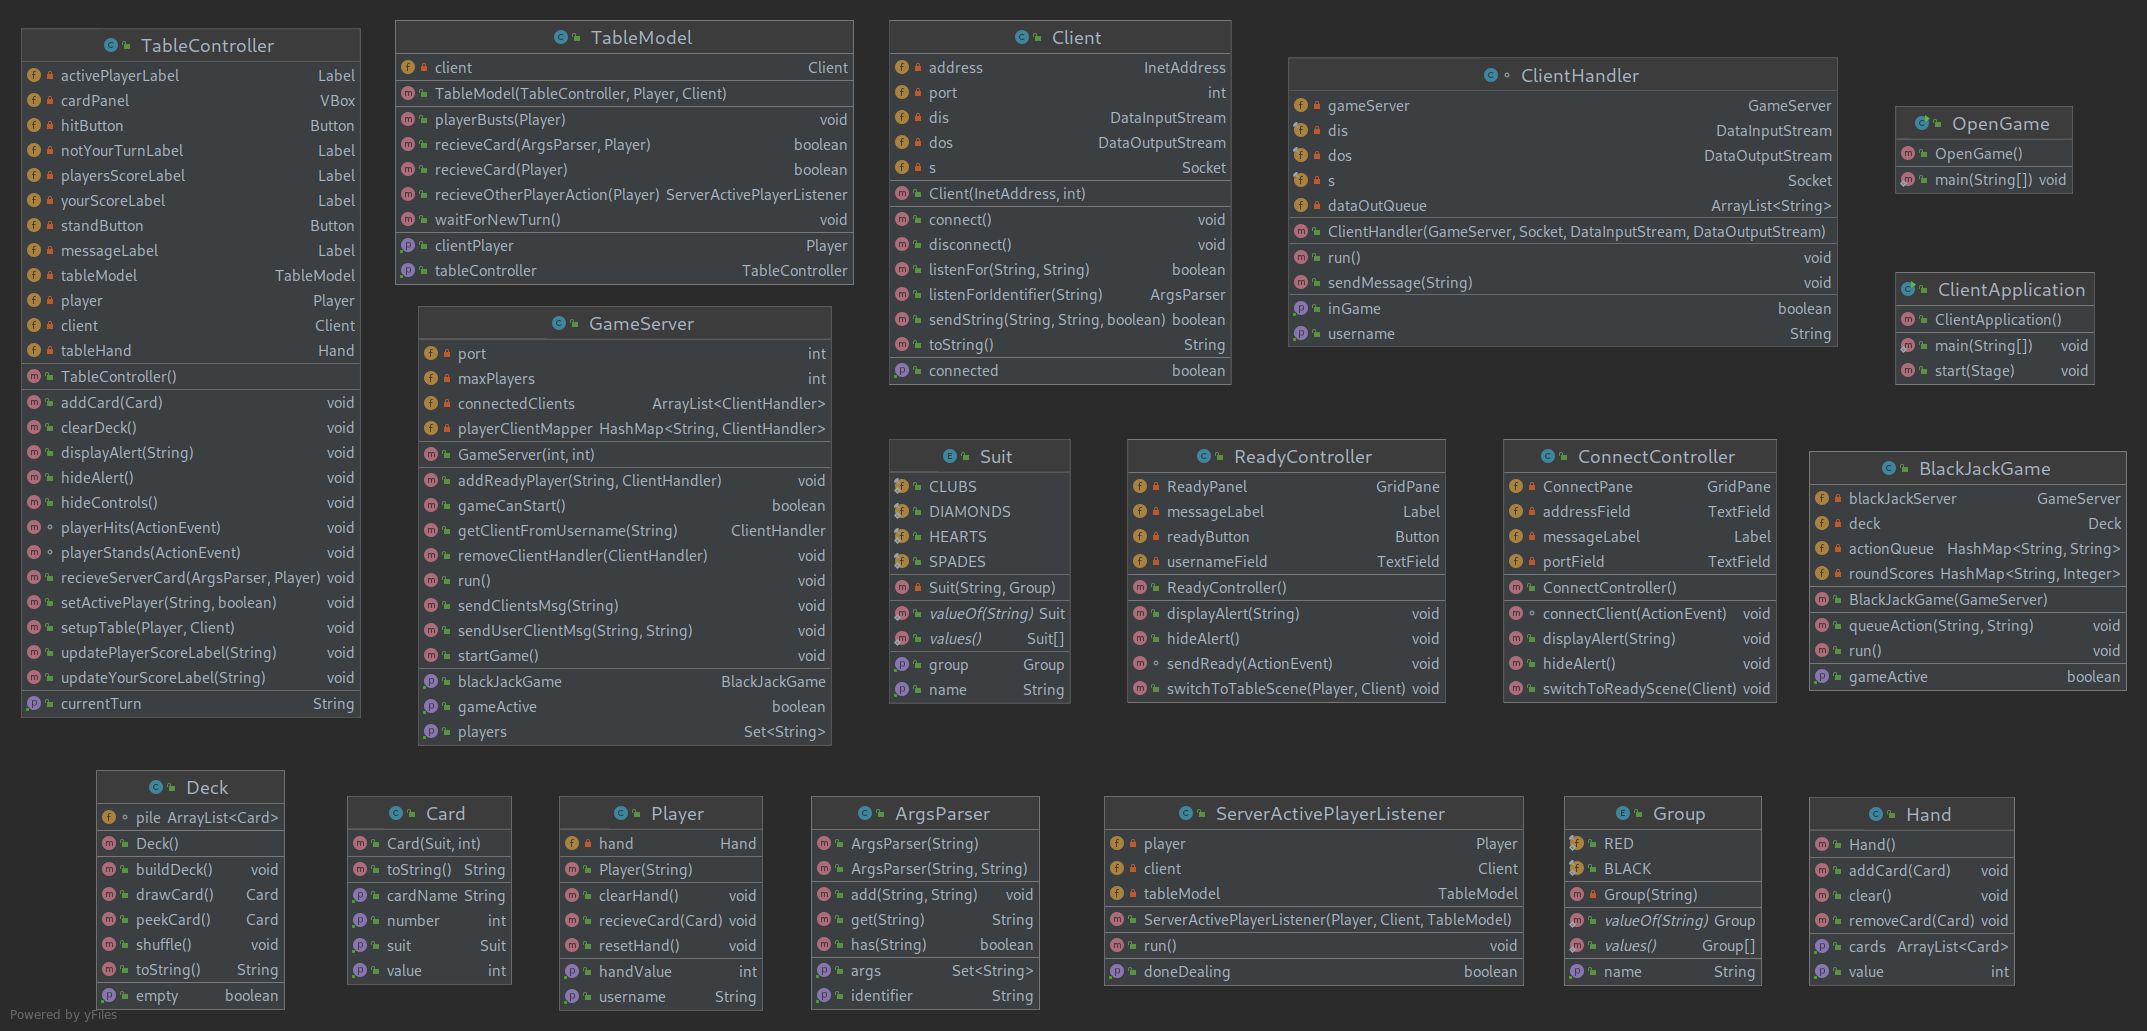 TableController
activePlayerLabel Label
cardPanel VBox
hitButton Button
notYourTurnLabel Label
playersScoreLabel Label
yourScoreLabel Label
standButton Button
messageLabel Label
tableModel TableModel
player Player
client Client
tableHand Hand
TableController()
addCard(Card) void
clearDeck() void
displayAlert(String) void
hideAlert() void
hideControls() void
playerHits(ActionEvent) void
playerStands(ActionEvent) void
recieveServerCard(ArgsParser, Player) void
setActivePlayer(String, boolean) void
setupTable(Player, Client) void
updatePlayerScoreLabel(String) void
updateYourScoreLabel(String) void
currentTurn String
TableModel
client Client
TableModel(TableController, Player, Client)
playerBusts(Player) void
recieveCard(ArgsParser, Player) boolean
recieveCard(Player) boolean
recieveOtherPlayerAction(Player) ServerActivePlayerListener
waitForNewTurn() void
clientPlayer Player
tableController TableController
GameServer
port int
maxPlayers int
connectedClients ArrayList<ClientHandler>
playerClientMapper HashMap<String, ClientHandler>
GameServer(int, int)
addReadyPlayer(String, ClientHandler) void
gameCanStart() boolean
getClientFromUsername(String) ClientHandler
removeClientHandler(ClientHandler) void
run() void
sendClientsMsg(String) void
sendUserClientMsg(String, String) void
startGame() void
blackJackGame BlackJackGame
gameActive boolean
players Set<String>
Client
address InetAddress
port int
dis DataInputStream
dos DataOutputStream
s Socket
Client(InetAddress, int)
connect() void
disconnect() void
listenFor(String, String) boolean
listenForIdentifier(String) ArgsParser
sendString(String, String, boolean) boolean
toString() String
connected boolean
ClientHandler
gameServer GameServer
dis DataInputStream
dos DataOutputStream
s Socket
dataOutQueue ArrayList<String>
ClientHandler(GameServer, Socket, DataInputStream, DataOutputStream)
run() void
sendMessage(String) void
inGame boolean
username String
OpenGame
OpenGame()
main(String[]) void
ClientApplication
ClientApplication()
main(String[]) void
start(Stage) void
Suit
CLUBS
DIAMONDS
HEARTS
SPADES
Suit(String, Group)
valueOf(String) Suit
values() Suit[]
group Group
name String
ReadyController
ReadyPanel GridPane
messageLabel Label
readyButton Button
usernameField TextField
ReadyController()
displayAlert(String) void
hideAlert() void
sendReady(ActionEvent) void
switchToTableScene(Player, Client) void
ConnectController
ConnectPane GridPane
addressField TextField
messageLabel Label
portField TextField
ConnectController()
connectClient(ActionEvent) void
displayAlert(String) void
hideAlert() void
switchToReadyScene(Client) void
BlackJackGame
blackJackServer GameServer
deck Deck
actionQueue HashMap<String, String>
roundScores HashMap<String, Integer>
BlackJackGame(GameServer)
queueAction(String, String) void
run() void
gameActive boolean
Deck
pile ArrayList<Card>
Deck()
buildDeck() void
drawCard() Card
peekCard() Card
shuffle() void
toString() String
empty boolean
Card
Card(Suit, int)
toString() String
cardName String
number int
suit Suit
value int
Player
hand Hand
Player(String)
clearHand() void
recieveCard(Card) void
resetHand() void
handValue int
username String
ArgsParser
ArgsParser(String)
ArgsParser(String, String)
add(String, String) void
get(String) String
has(String) boolean
args Set<String>
identifier String
ServerActivePlayerListener
player Player
client Client
tableModel TableModel
ServerActivePlayerListener(Player, Client, TableModel)
run() void
doneDealing boolean
Group
RED
BLACK
Group(String)
valueOf(String) Group
values() Group[]
name String
Hand
Hand()
addCard(Card) void
clear() void
removeCard(Card) void
cards ArrayList<Card>
value int
Powered by yFiles